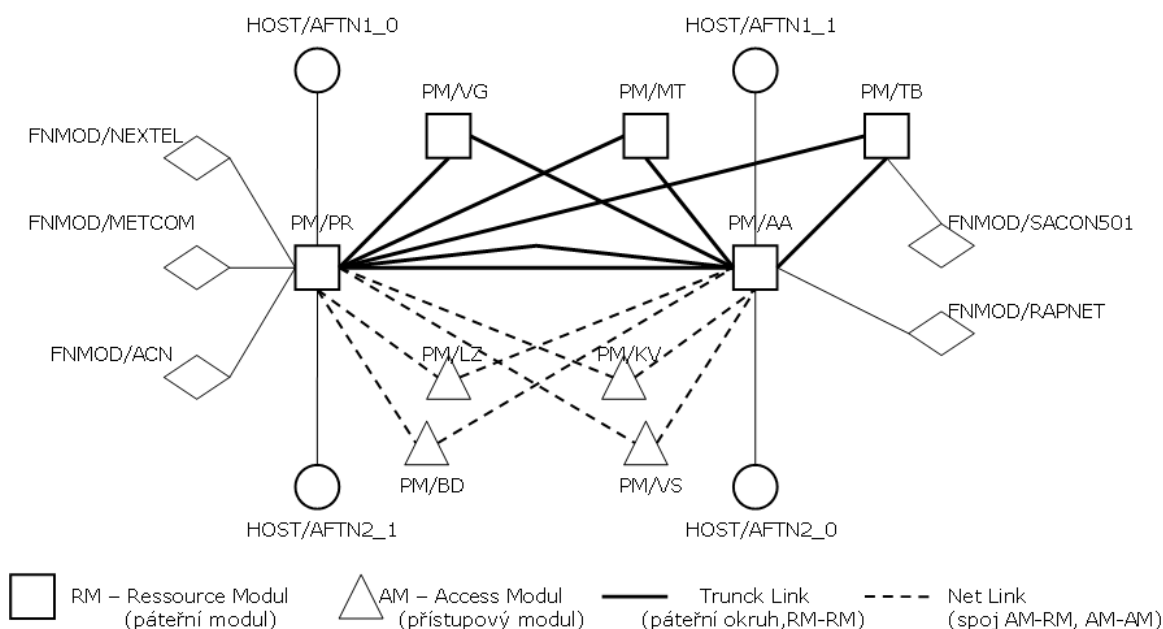 HOST/AFTN1_0
HOST/AFTN1_1
PM/VG
PM/MT
PM/TB
FNMOD/NEXTEL
FNMOD/METCOM
PM/PR
PM/AA
FNMOD/SACON501
FNMOD/RAPNET
FNMOD/ACN
PM/LZ
PM/KV
PM/BD
PM/VS
HOST/AFTN2_1
HOST/AFTN2_0
RM – Ressource Modul
(páteřní modul)
AM – Access Modul
(přístupový modul)
Trunck Link
(páteřní okruh,RM-RM)
Net Link
(spoj AM-RM, AM-AM)